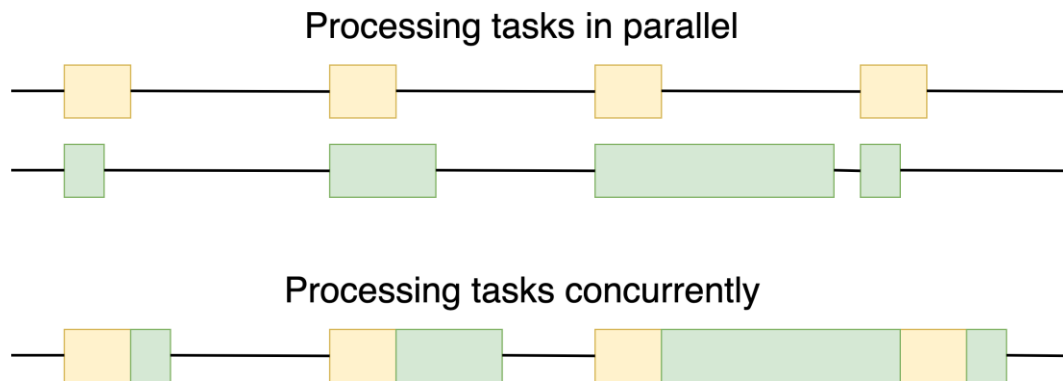 Processing tasks in parallel
Processing tasks concurrently